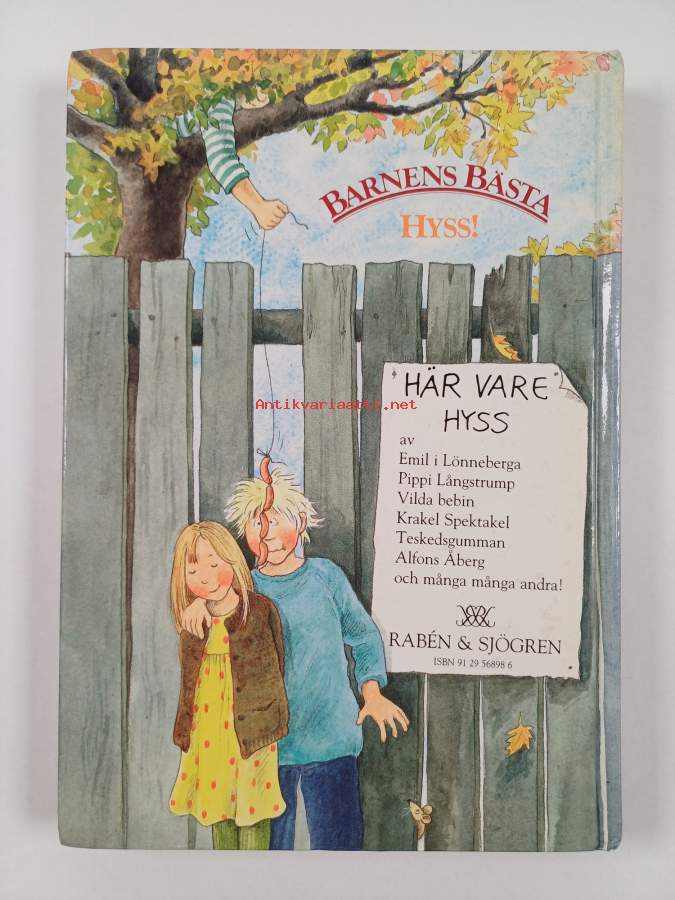 BARNENS BÄSTA
HYSS!
HÄR VARE
HYSS
Antikvariaatti.net
av
Emil i Lönneberga
Pippi Långstrump
Vilda bebin
Krakel Spektakel
Teskedsgumman
Alfons Åberg
och många många andra!
RABÉN & SJÖGREN
ISBN 91 29 56898 6